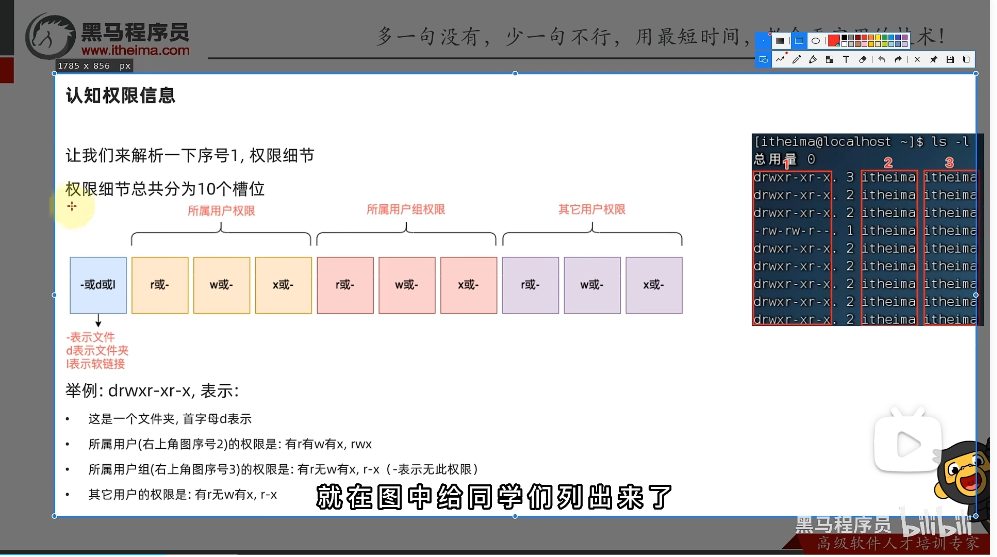 黑马程序员
www.itheima.com
多一句没有，少一句不行，用最短时间，
技术！
1785 x 856 px
认知权限信息
让我们来解析一下序号1, 权限细节
权限细节总共分为10个槽位
所属用户权限
所属用户组权限
其它用户权限
-或d或l
r或-
w或-
x或-
r或-
w或-
x或-
r或-
w或-
x或-
-表示文件
d表示文件夹
l表示软链接
[itheima@localhost ~]$ ls -l
总用量 0
1 2 3
drwxr-xr-x. 3 itheima itheima
drwxr-xr-x. 2 itheima itheima
drwxr-xr-x. 2 itheima itheima
-rw-rw-r--. 1 itheima itheima
drwxr-xr-x. 2 itheima itheima
drwxr-xr-x. 2 itheima itheima
drwxr-xr-x. 2 itheima itheima
drwxr-xr-x. 2 itheima itheima
drwxr-xr-x. 2 itheima itheima
举例: drwxr-xr-x, 表示:
• 这是一个文件夹, 首字母d表示
• 所属用户(右上角图序号2)的权限是: 有r有w有x, rwx
• 所属用户组(右上角图序号3)的权限是: 有r无w有x, r-x（-表示无此权限）
• 其它用户的权限是: 有r无w有x, r-x
就在图中给同学们列出来了
黑马程序员 bilibili
高级软件人才培训专家